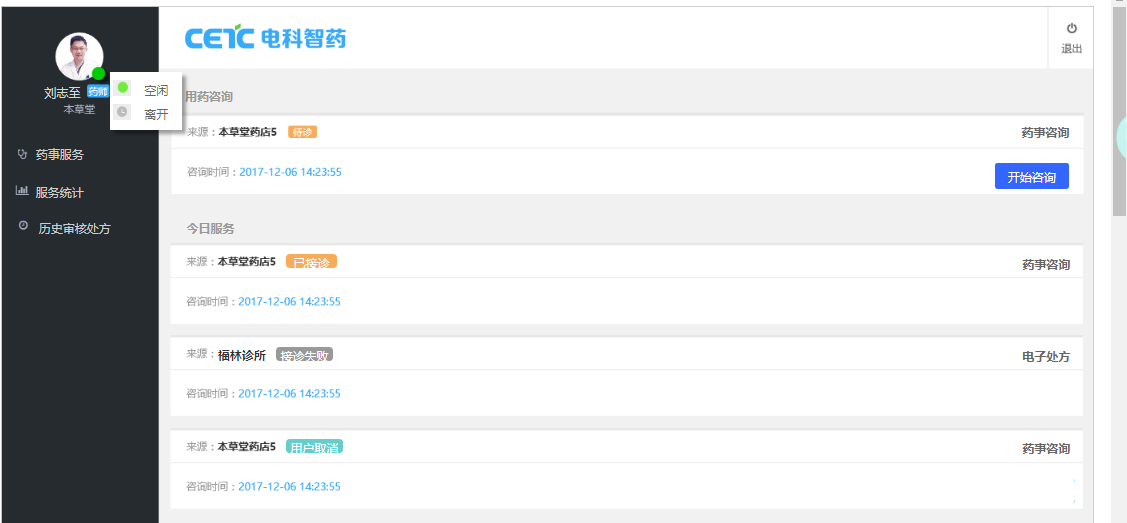 CETC 电科智药
退出
刘志至 药师
本草堂
空闲
离开
药事服务
服务统计
历史审核处方
用药咨询
来源：本草堂药店5 待诊 药事咨询
咨询时间：2017-12-06 14:23:55 开始咨询
今日服务
来源：本草堂药店5 已接诊 药事咨询
咨询时间：2017-12-06 14:23:55
来源：福林诊所 接诊失败 电子处方
咨询时间：2017-12-06 14:23:55
来源：本草堂药店5 用户取消 药事咨询
咨询时间：2017-12-06 14:23:55